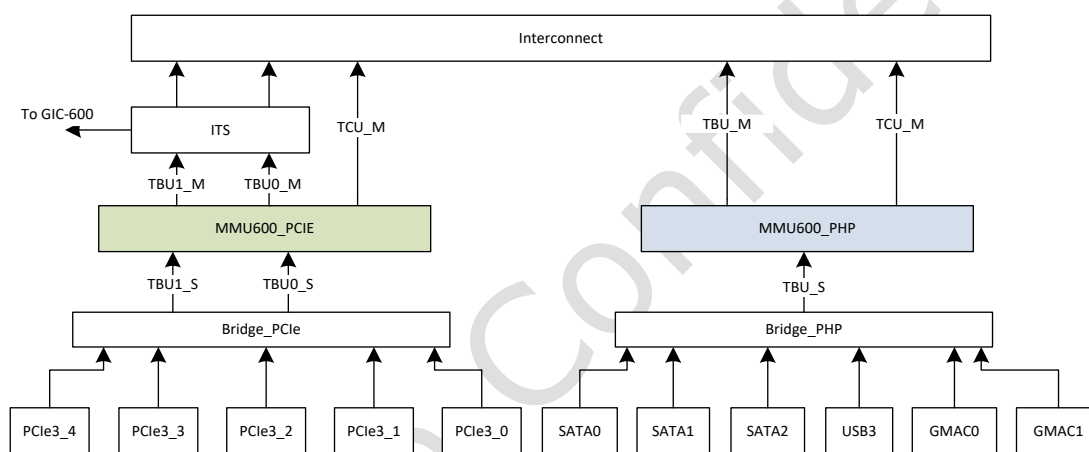 Interconnect
To GIC-600
ITS
TCU_M
TBU_M
TCU_M
TBU1_M
TBU0_M
MMU600_PCIE
MMU600_PHP
TBU1_S
TBU0_S
TBU_S
Bridge_PCIe
Bridge_PHP
PCIe3_4
PCIe3_3
PCIe3_2
PCIe3_1
PCIe3_0
SATA0
SATA1
SATA2
USB3
GMAC0
GMAC1